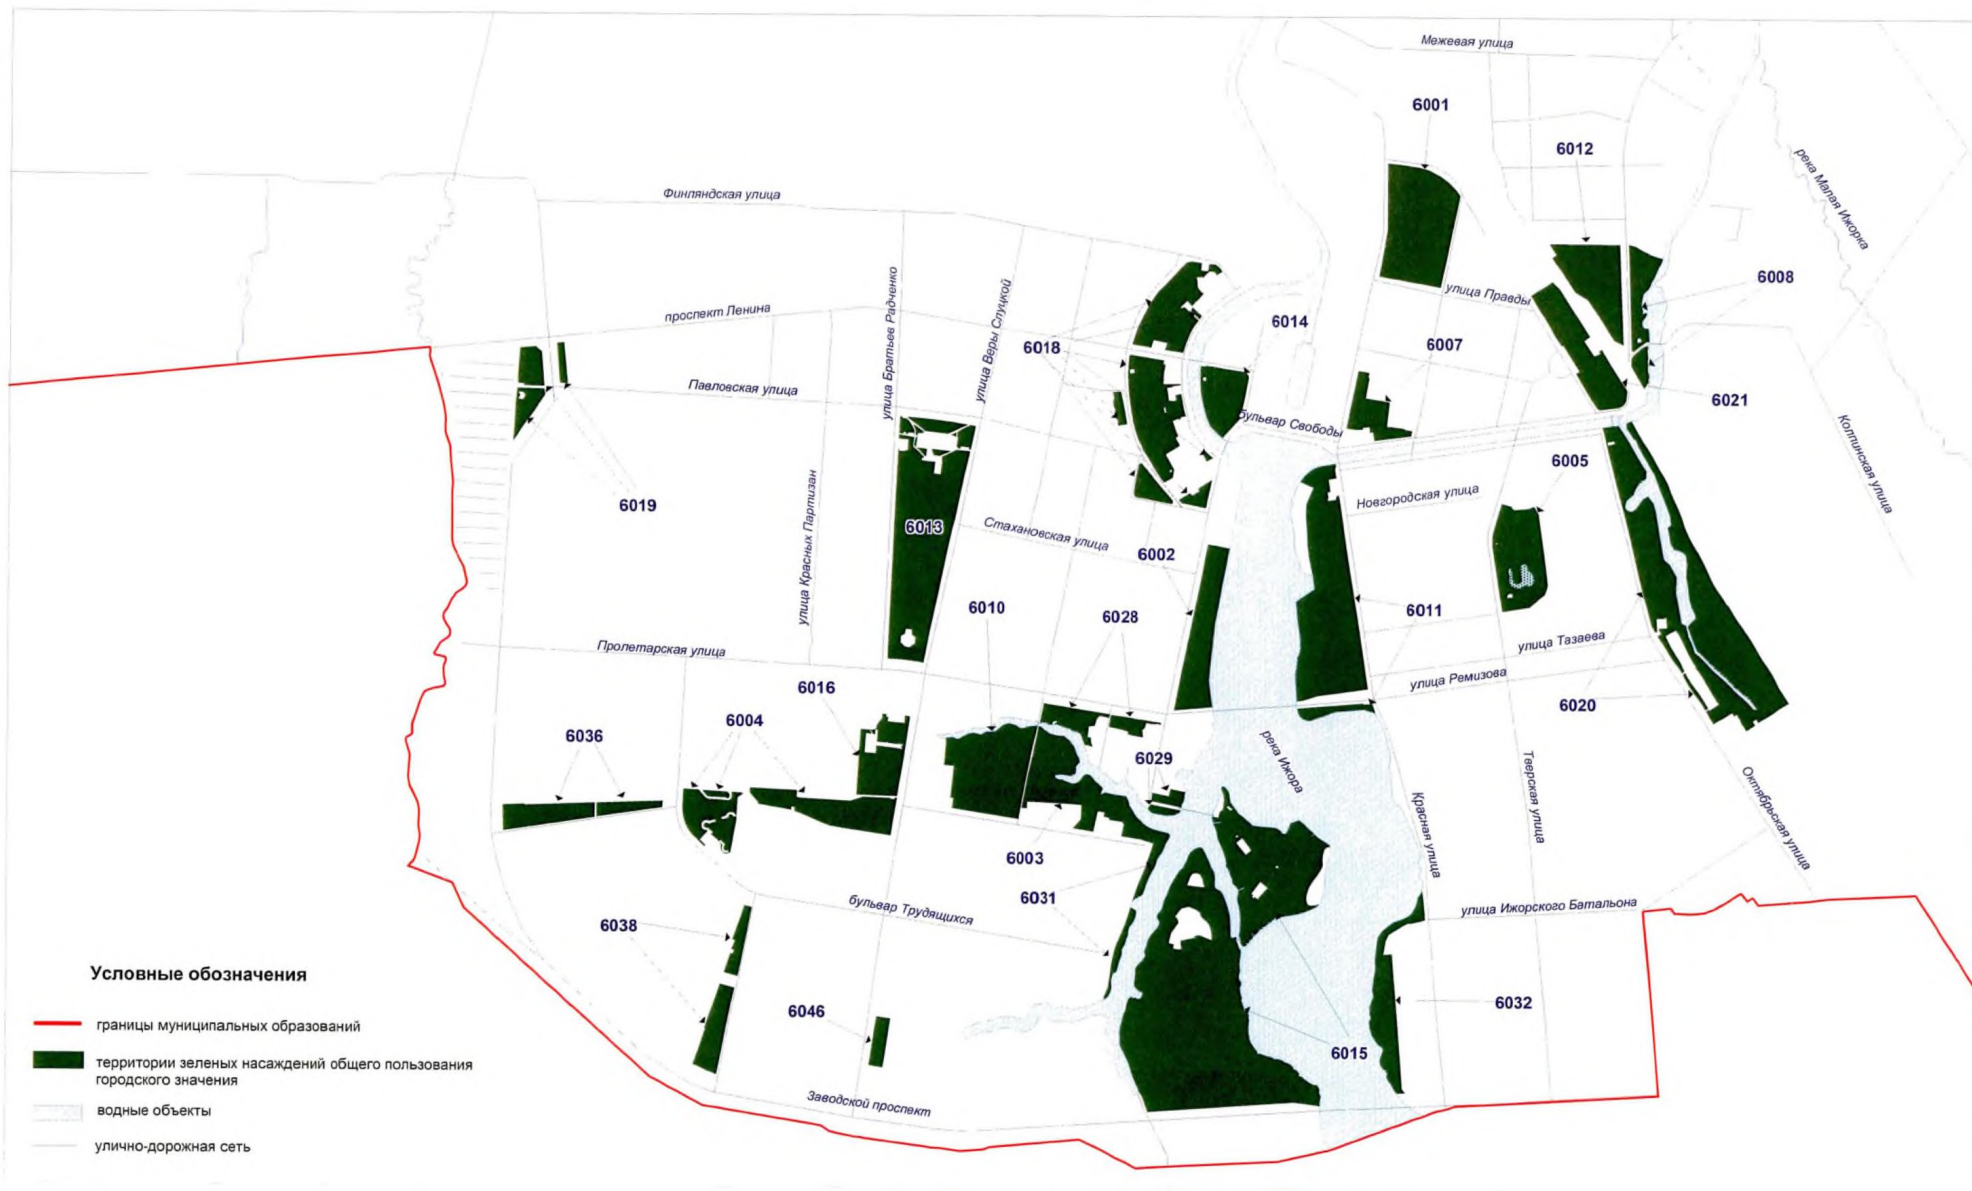 Межевая улица
6001
6012
река Малая Ижорка
Финляндская улица
6008
улица Правды
проспект Ленина
улица Братьев Радченко
улица Веры Слуцкой
6014
6018
6007
Павловская улица
6021
бульвар Свободы
Колпинская улица
6005
6019
улица Красных Партизан
6013
Новгородская улица
Стахановская улица
6002
6010
6028
6011
улица Тазаева
Пролетарская улица
улица Ремизова
6016
6020
6036
6004
6029
река Ижора
Тверская улица
Октябрьская улица
Красная улица
6003
6031
бульвар Трудящихся
улица Ижорского Батальона
6038
6032
6046
6015
Заводской проспект
Условные обозначения
границы муниципальных образований
территории зеленых насаждений общего пользования
городского значения
водные объекты
улично-дорожная сеть